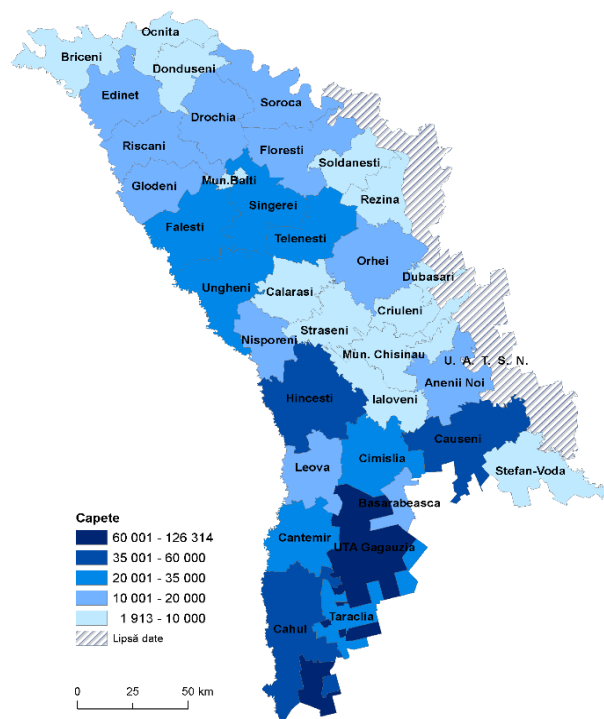 Ocnita
Briceni
Donduseni
Edinet
Soroca
Drochia
Riscani
Floresti
Soldanesti
Glodeni
Mun.Balti
Rezina
Singerei
Falesti
Telenesti
Orhei
Dubasari
Ungheni
Calarasi
Criuleni
Straseni
Nisporeni
Mun. Chisinau
U. A. T. S. N.
Anenii Noi
Hincesti
Ialoveni
Causeni
Cimislia
Leova
Stefan-Voda
Basarabeasca
Cantemir
UTA Gagauzia
Taraclia
Cahul
Capete
60 001 - 126 314
35 001 - 60 000
20 001 - 35 000
10 001 - 20 000
1 913 - 10 000
Lipsă date
0 25 50 km